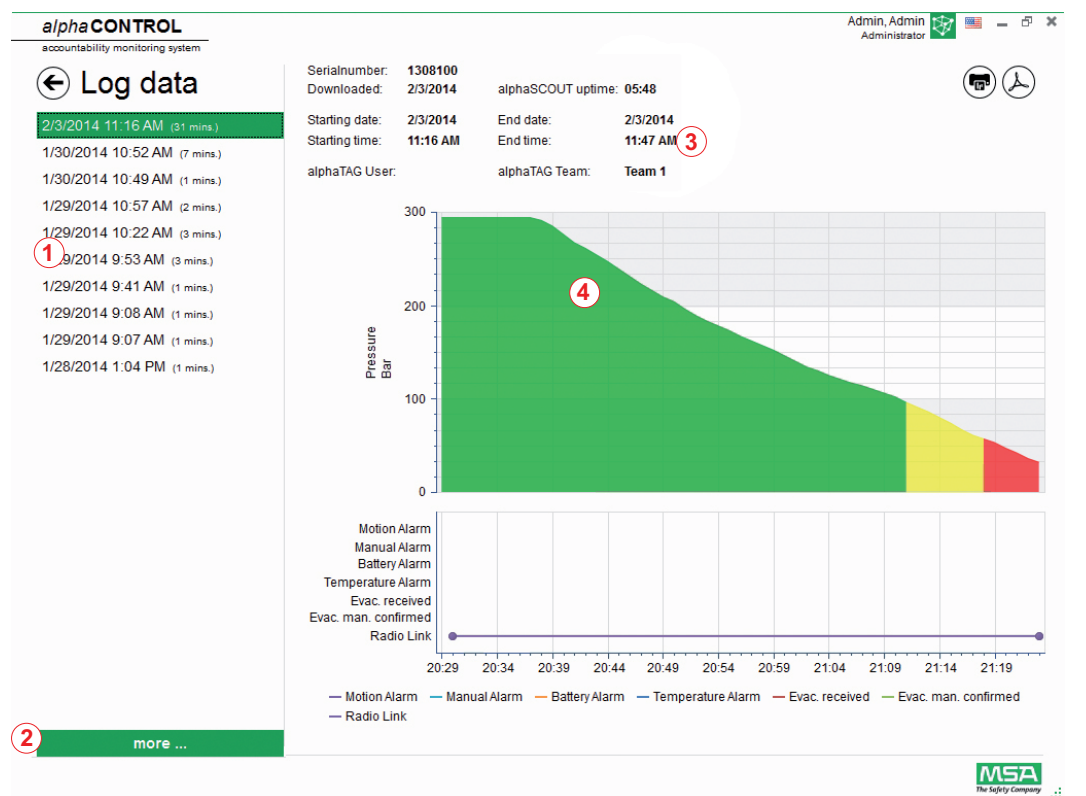 alphaCONTROL
accountability monitoring system
Admin, Admin
Administrator
Log data
2/3/2014 11:16 AM (31 mins.)
1/30/2014 10:52 AM (7 mins.)
1/30/2014 10:49 AM (1 mins.)
1/29/2014 10:57 AM (2 mins.)
1/29/2014 10:22 AM (3 mins.)
1 9/2014 9:53 AM (3 mins.)
1/29/2014 9:41 AM (1 mins.)
1/29/2014 9:08 AM (1 mins.)
1/29/2014 9:07 AM (1 mins.)
1/28/2014 1:04 PM (1 mins.)
2 more ...
Serialnumber: 1308100
Downloaded: 2/3/2014 alphaSCOUT uptime: 05:48
Starting date: 2/3/2014 End date: 2/3/2014
Starting time: 11:16 AM End time: 11:47 AM 3
alphaTAG User: alphaTAG Team: Team 1
300
200
100
0
Pressure
Bar
4
Motion Alarm
Manual Alarm
Battery Alarm
Temperature Alarm
Evac. received
Evac. man. confirmed
Radio Link
20:29 20:34 20:39 20:44 20:49 20:54 20:59 21:04 21:09 21:14 21:19
Motion Alarm Manual Alarm Battery Alarm Temperature Alarm Evac. received Evac. man. confirmed
Radio Link
MSA
The Safety Company